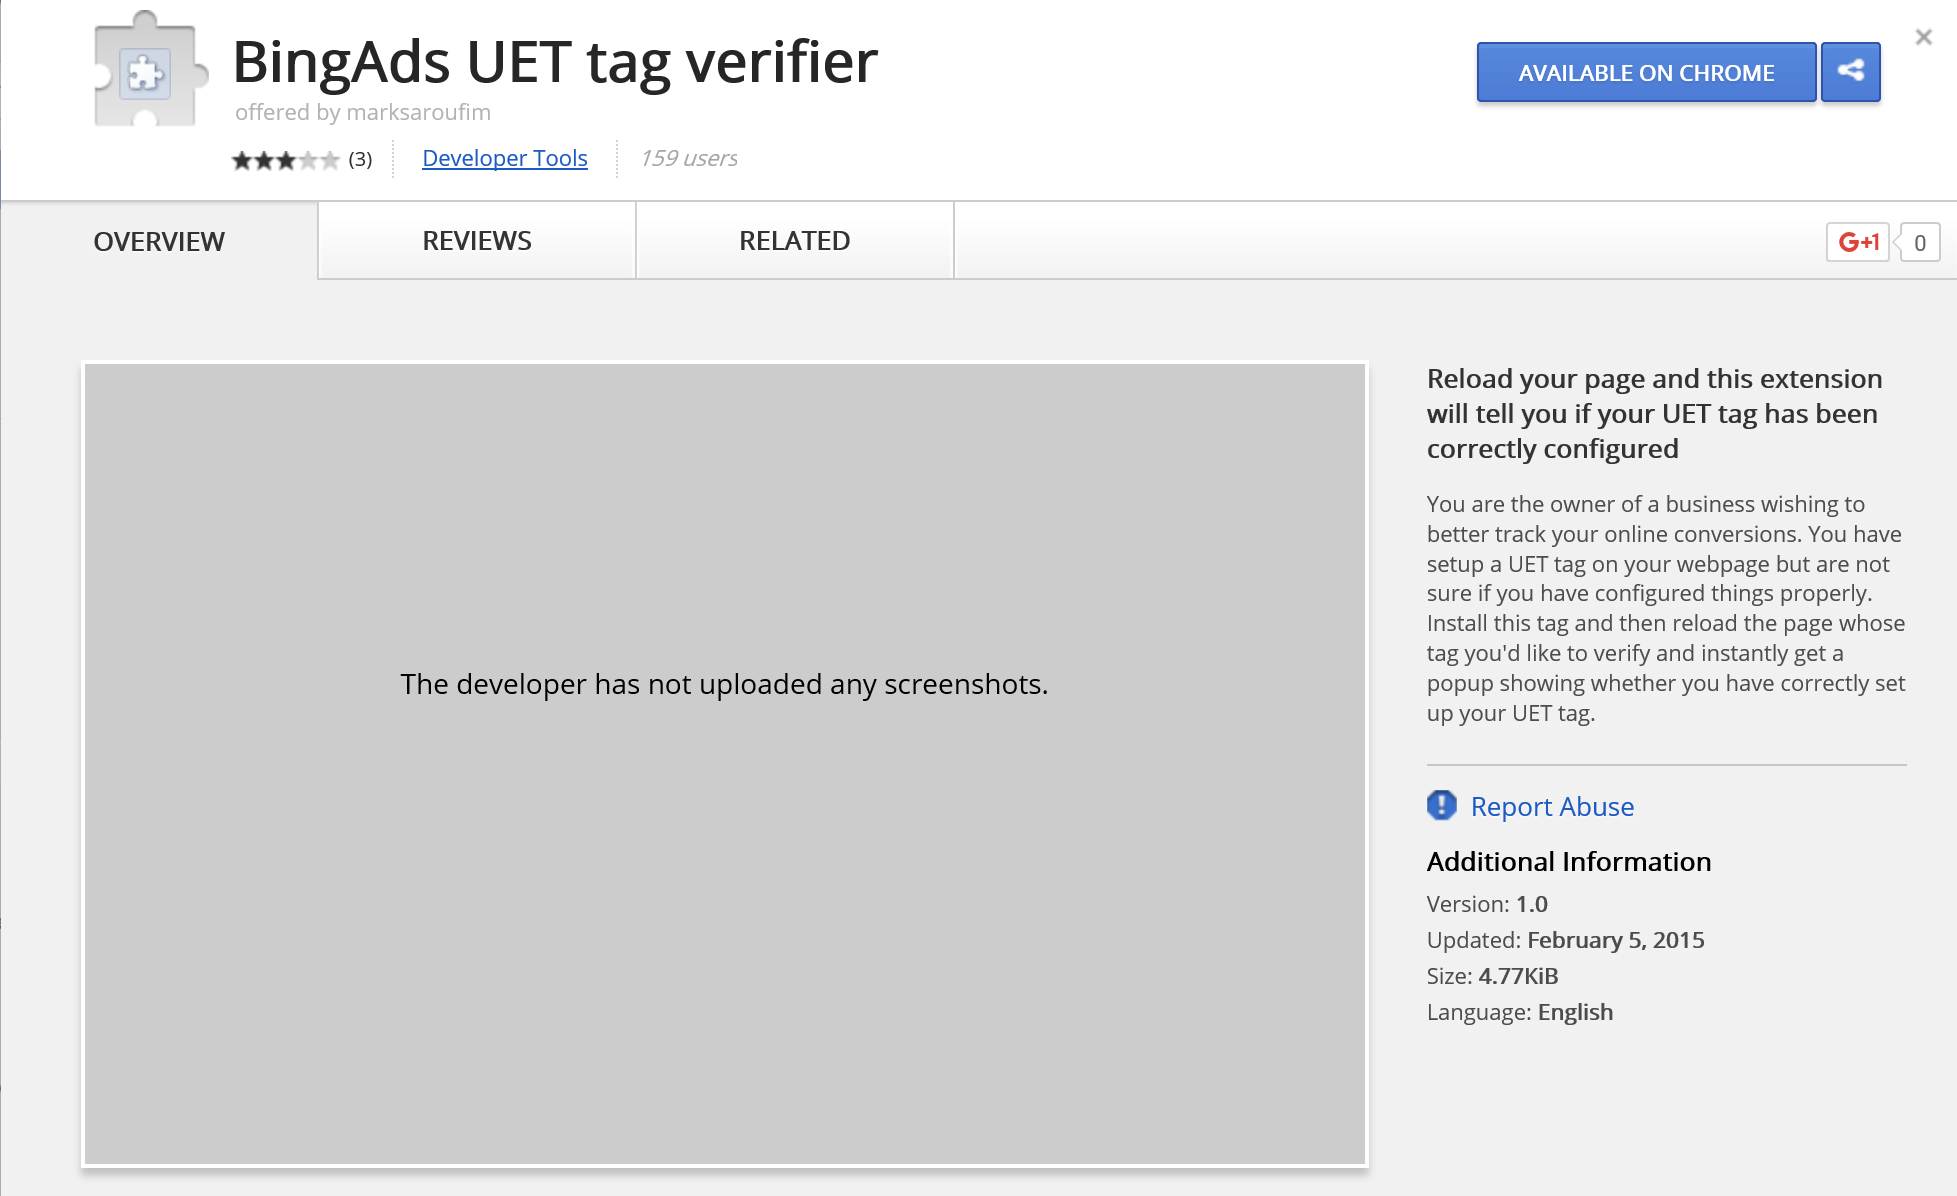 BingAds UET tag verifier
offered by marksaroufim
(3)
Developer Tools
159 users
AVAILABLE ON CHROME
OVERVIEW
REVIEWS
RELATED
G+1
0
The developer has not uploaded any screenshots.
Reload your page and this extension
will tell you if your UET tag has been
correctly configured
You are the owner of a business wishing to
better track your online conversions. You have
setup a UET tag on your webpage but are not
sure if you have configured things properly.
Install this tag and then reload the page whose
tag you'd like to verify and instantly get a
popup showing whether you have correctly set
up your UET tag.
Report Abuse
Additional Information
Version: 1.0
Updated: February 5, 2015
Size: 4.77KiB
Language: English